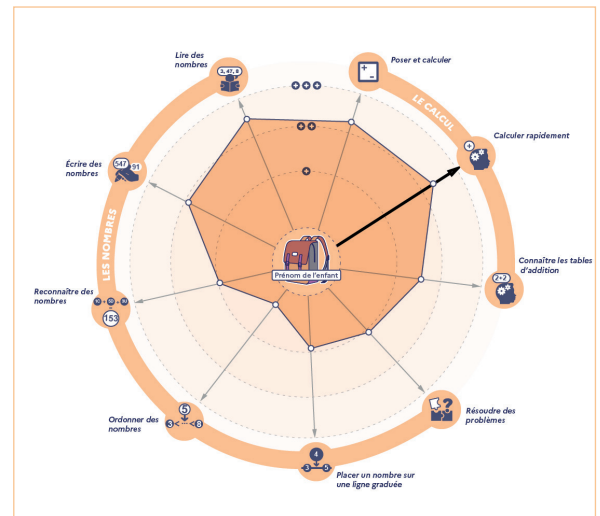 Lire des
nombres
3, 47, 8
Poser et calculer
+
-
LE CALCUL
+++
++
+
Calculer rapidement
+
Écrire des
nombres
547
91
LES NOMBRES
Prénom de l'enfant
Connaître les tables
d'addition
2+2
Reconnaître des
nombres
153
Ordonner des
nombres
5
3 < ... < 8
Résoudre des
problèmes
?
4
3
5
Placer un nombre sur
une ligne graduée